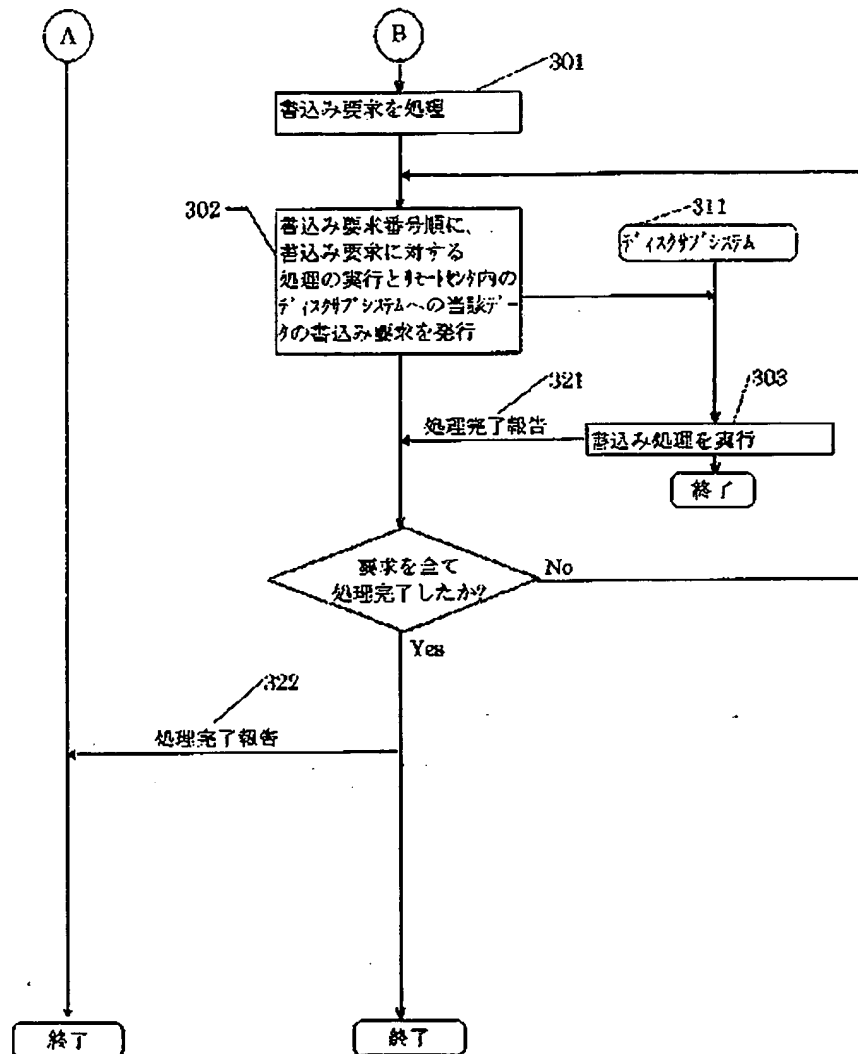 A
B
301
書込み要求を処理
302
書込み要求番号順に、
書込み要求に対する
処理の実行とﾘﾓｰﾄｾﾝﾀ内の
ﾃﾞｨｽｸｻﾌﾞｼｽﾃﾑへの当該デー
タの書込み要求を発行
311
ﾃﾞｨｽｸｻﾌﾞｼｽﾃﾑ
321
処理完了報告
303
書込み処理を実行
終了
要求を全て
処理完了したか?
No
Yes
322
処理完了報告
終了
終了